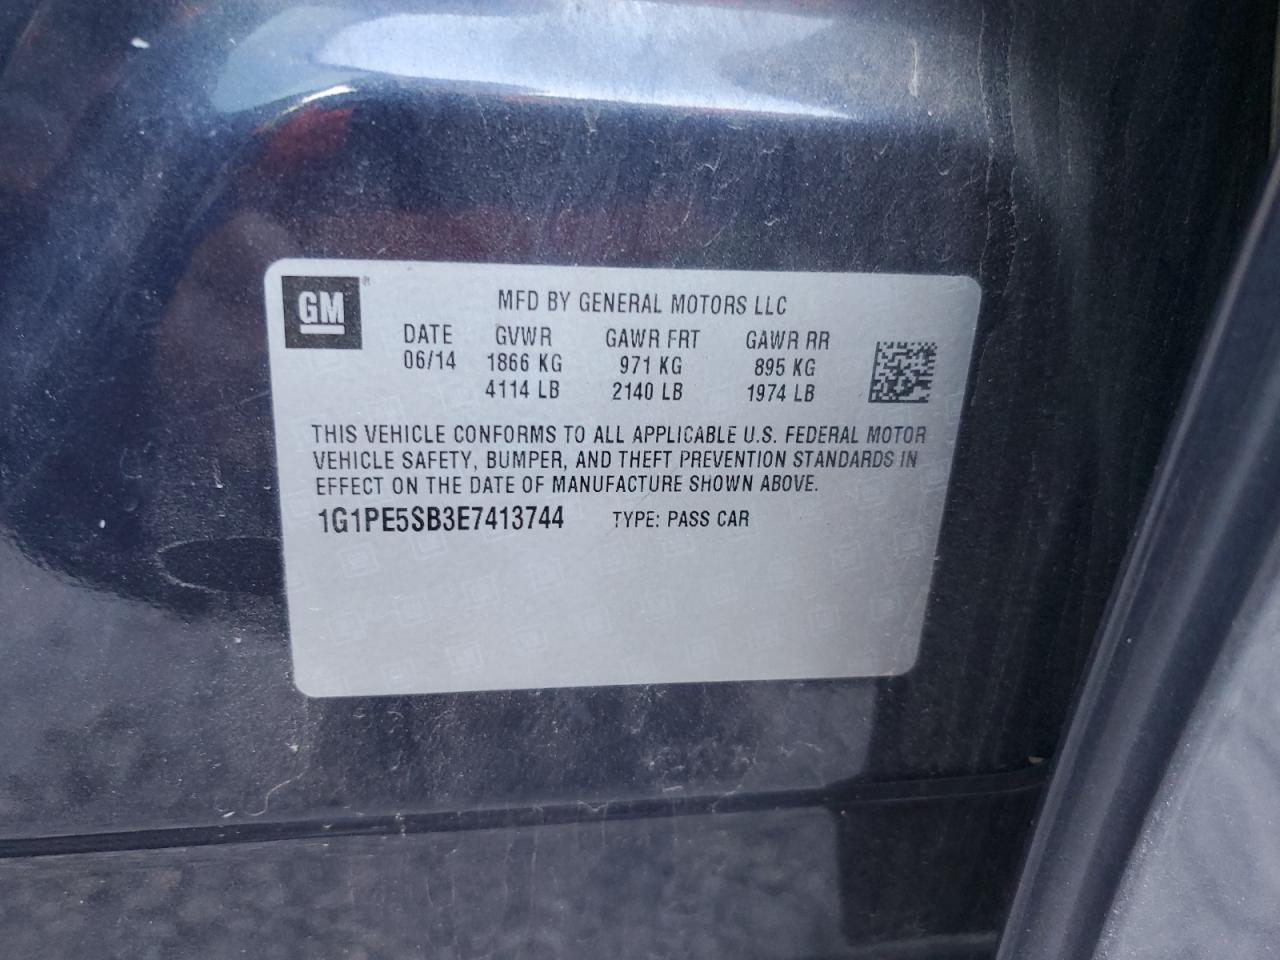 GM ®
MFD BY GENERAL MOTORS LLC
DATE GVWR GAWR FRT GAWR RR
06/14 1866 KG 971 KG 895 KG
4114 LB 2140 LB 1974 LB
THIS VEHICLE CONFORMS TO ALL APPLICABLE U.S. FEDERAL MOTOR
VEHICLE SAFETY, BUMPER, AND THEFT PREVENTION STANDARDS IN
EFFECT ON THE DATE OF MANUFACTURE SHOWN ABOVE.
1G1PE5SB3E7413744 TYPE: PASS CAR